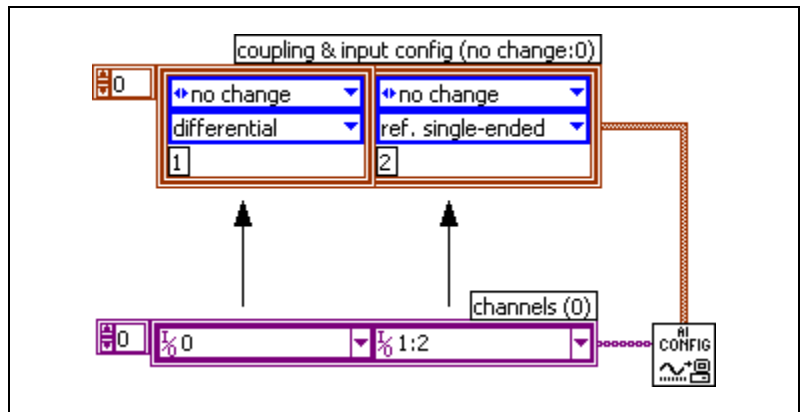 coupling & input config (no change:0)
0
no change no change
differential ref. single-ended
1 2
channels (0)
0 I/O 0 I/O 1:2
AI
CONFIG